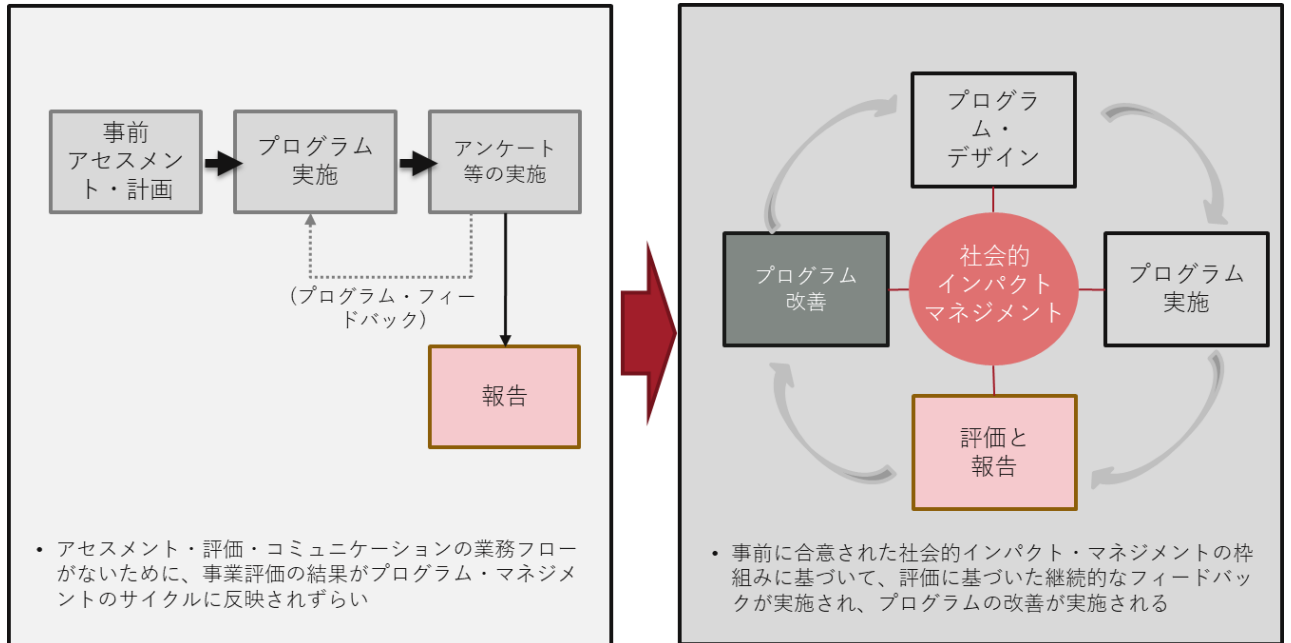 事前
アセスメン
ト・計画
プログラム
実施
アンケート
等の実施
(プログラム・フィー
ドバック)
報告
• アセスメント・評価・コミュニケーションの業務フロー
がないために、事業評価の結果がプログラム・マネジメ
ントのサイクルに反映されずらい
プログラ
ム・
デザイン
プログラム
改善
社会的
インパクト
マネジメント
プログラム
実施
評価と
報告
• 事前に合意された社会的インパクト・マネジメントの枠
組みに基づいて、評価に基づいた継続的なフィードバッ
クが実施され、プログラムの改善が実施される